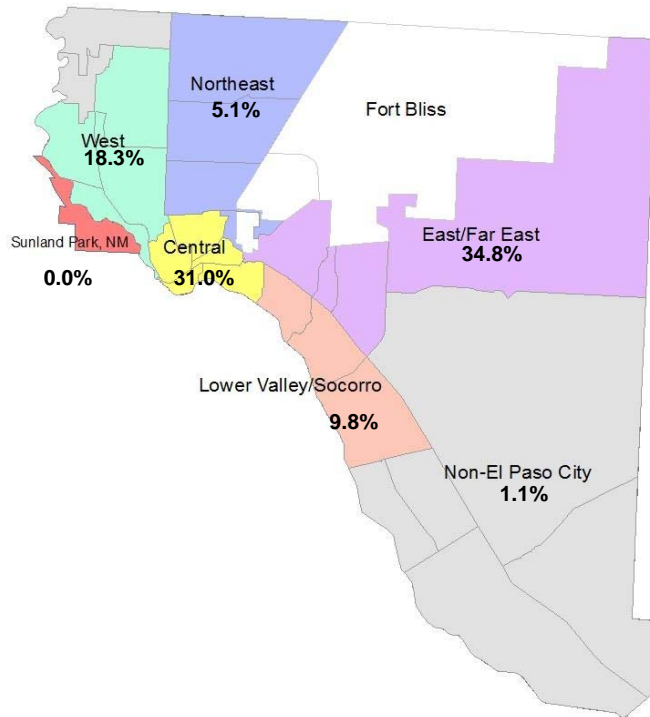 Northeast
5.1%
Fort Bliss
West
18.3%
East/Far East
34.8%
Sunland Park, NM
0.0%
Central
31.0%
Lower Valley/Socorro
9.8%
Non-El Paso City
1.1%